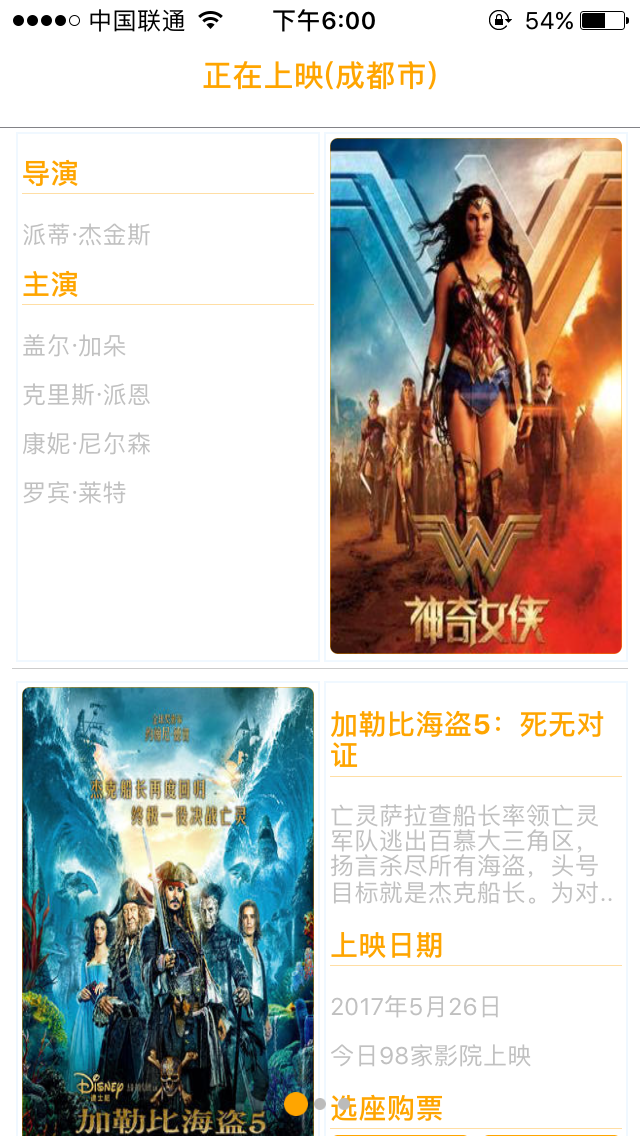 中国联通
下午6:00
54%
正在上映(成都市)
导演
派蒂·杰金斯
主演
盖尔·加朵
克里斯·派恩
康妮·尼尔森
罗宾·莱特
神奇女侠
杰克船长再度回归
终极一役决战亡灵
Disney
迪士尼
加勒比海盗5
加勒比海盗5：死无对
证
亡灵萨拉查船长率领亡灵
军队逃出百慕大三角区，
扬言杀尽所有海盗，头号
目标就是杰克船长。为对..
上映日期
2017年5月26日
今日98家影院上映
选座购票